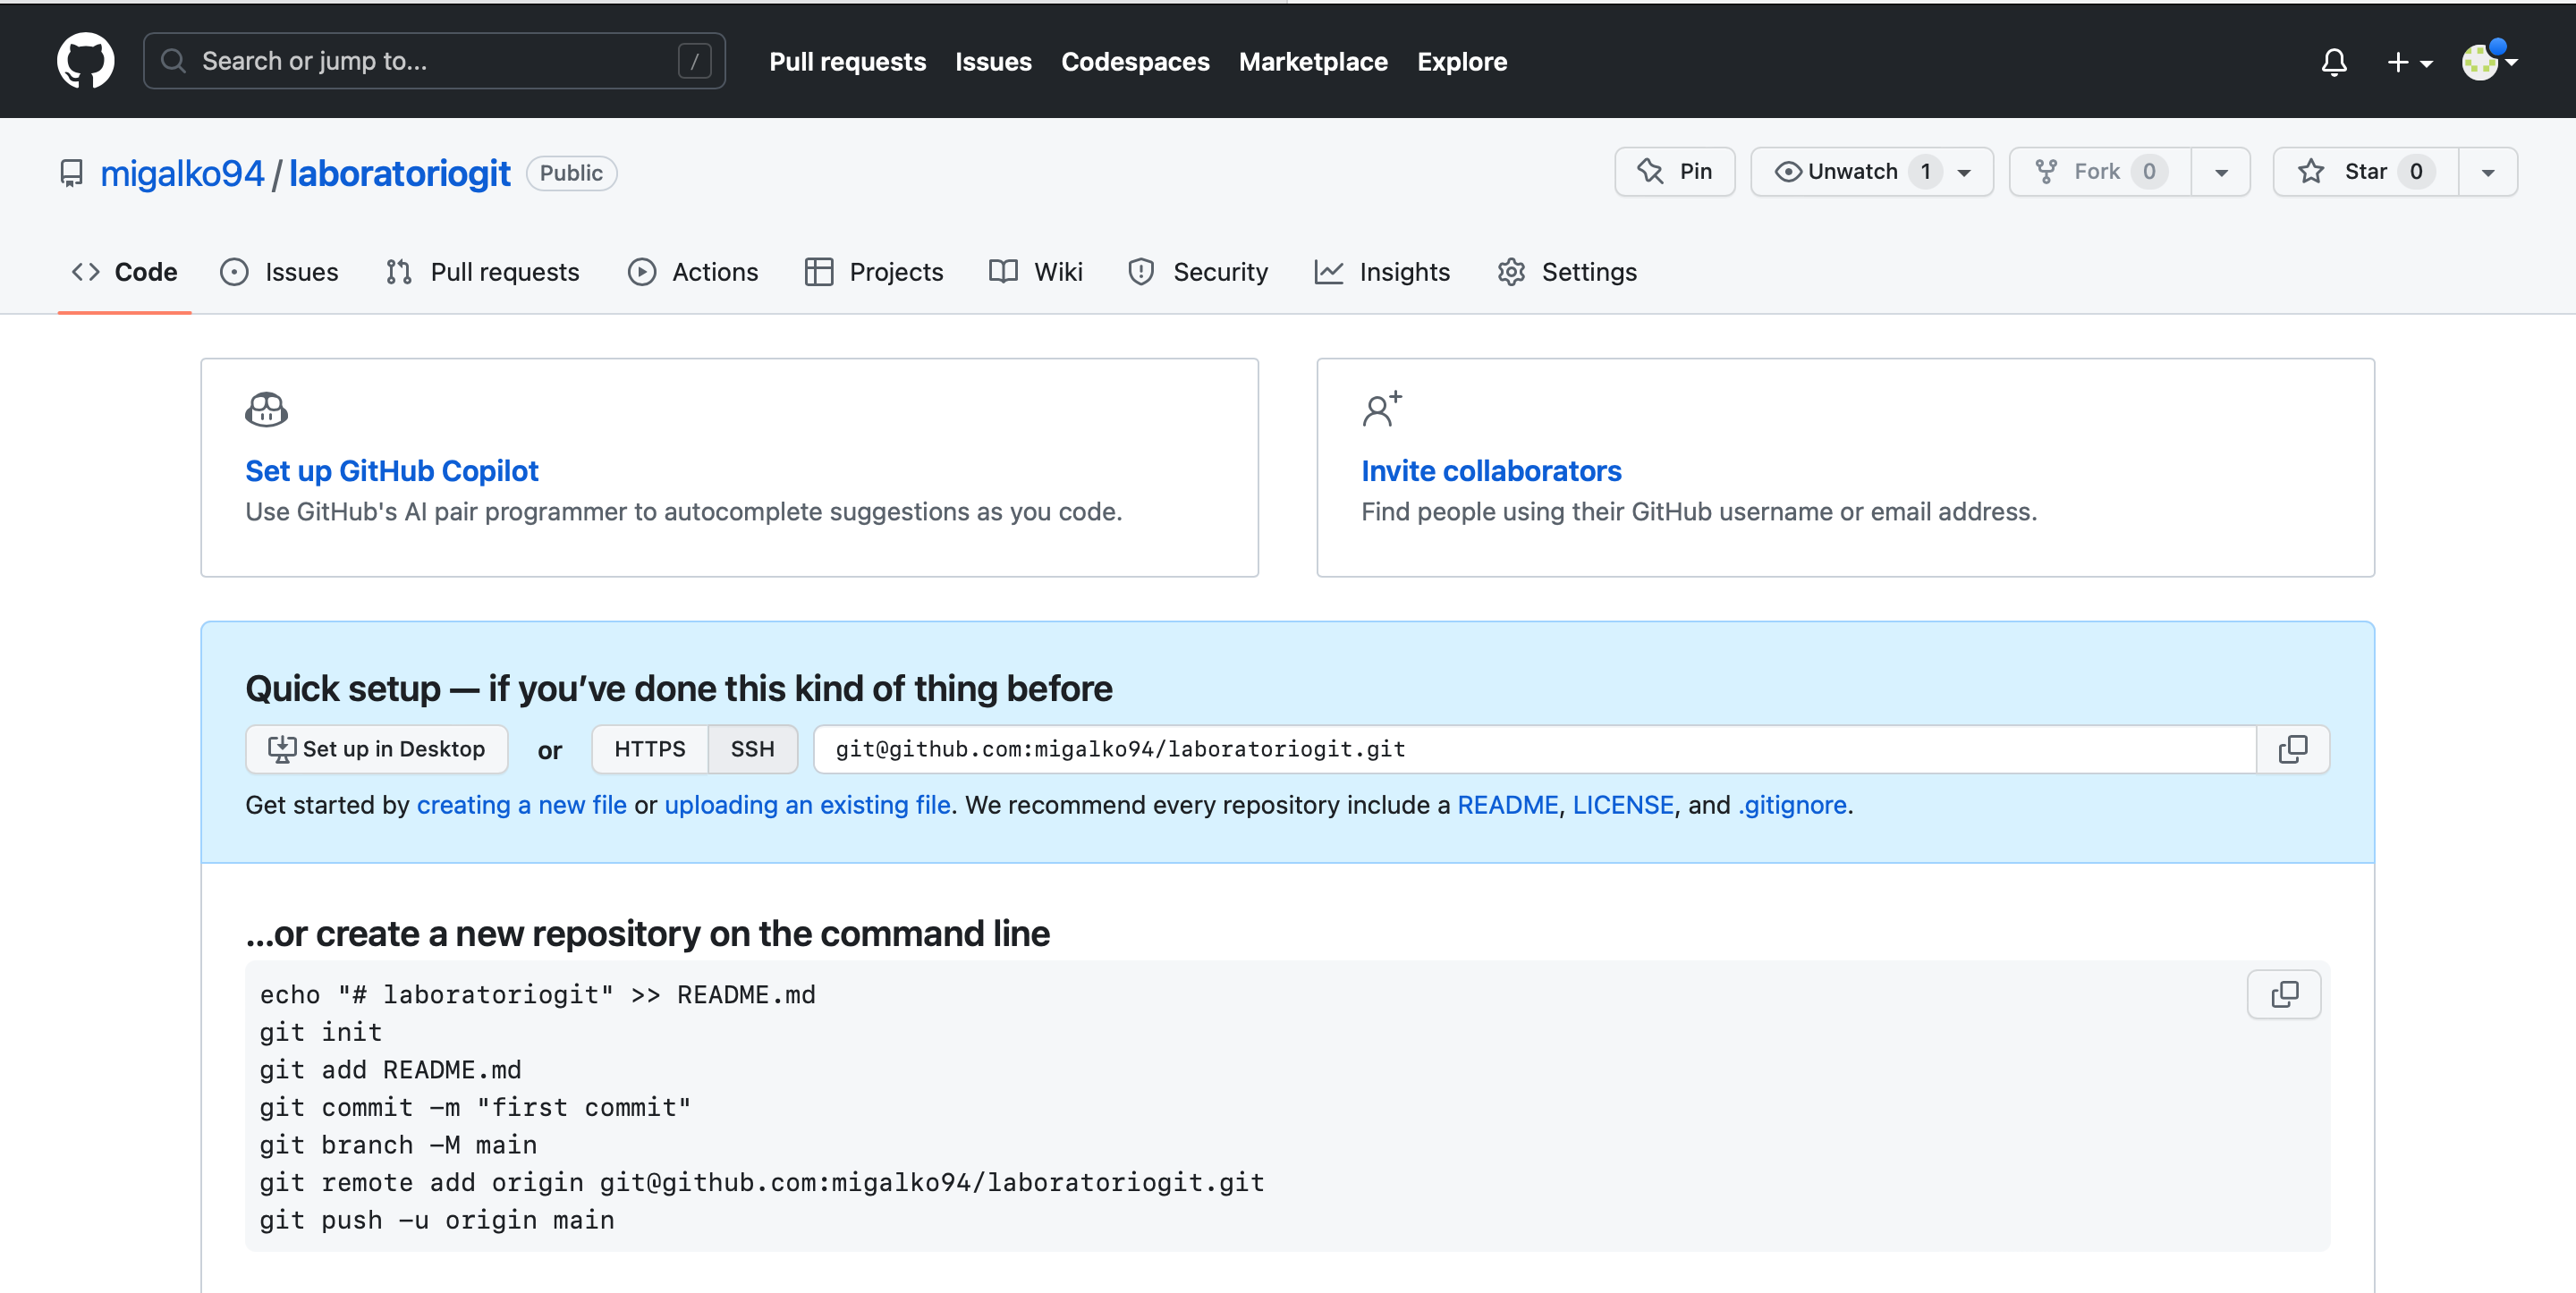 Search or jump to... /
Pull requests Issues Codespaces Marketplace Explore
migalko94 / laboratoriogit Public
Pin Unwatch 1 Fork 0 Star 0
Code Issues Pull requests Actions Projects Wiki Security Insights Settings
Set up GitHub Copilot
Use GitHub's AI pair programmer to autocomplete suggestions as you code.
Invite collaborators
Find people using their GitHub username or email address.
Quick setup — if you’ve done this kind of thing before
Set up in Desktop or HTTPS SSH git@github.com:migalko94/laboratoriogit.git
Get started by creating a new file or uploading an existing file. We recommend every repository include a README, LICENSE, and .gitignore.
…or create a new repository on the command line
echo "# laboratoriogit" >> README.md
git init
git add README.md
git commit -m "first commit"
git branch -M main
git remote add origin git@github.com:migalko94/laboratoriogit.git
git push -u origin main